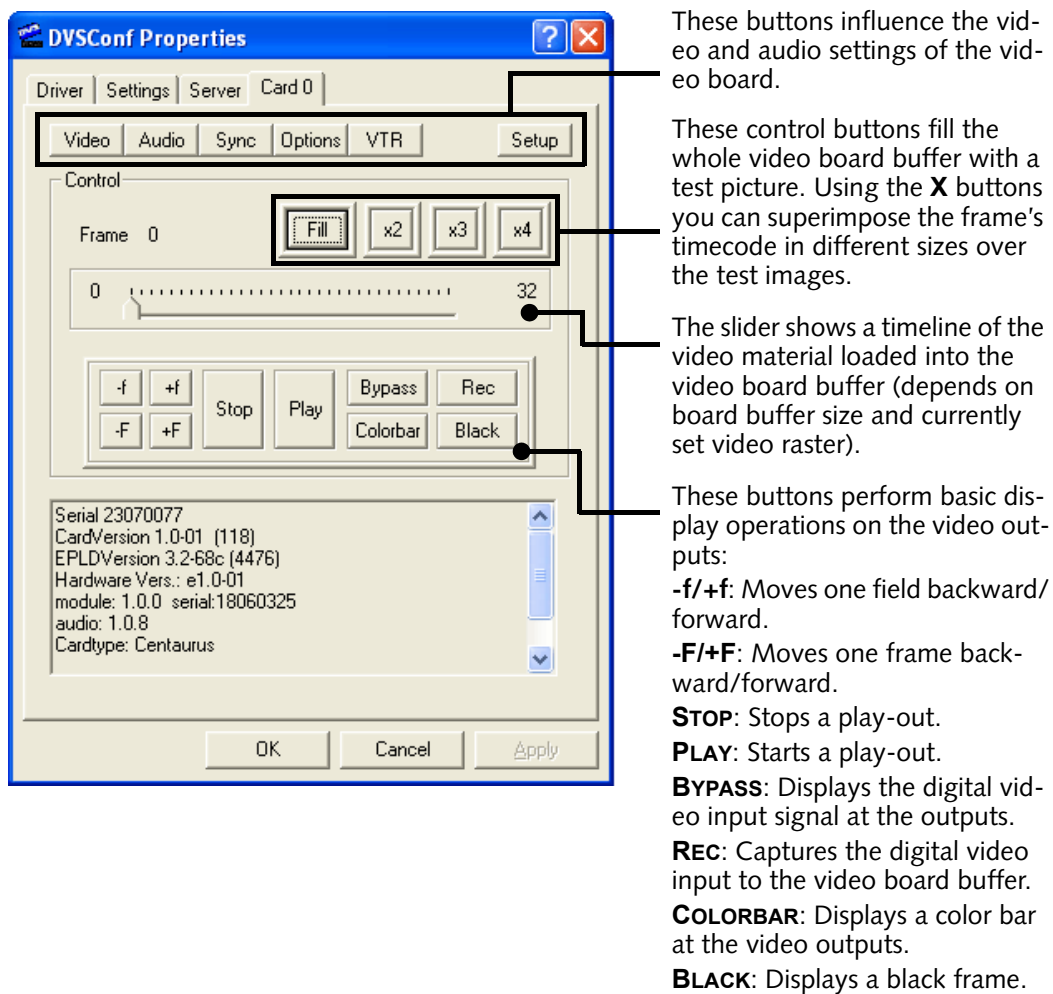 DVSConf Properties
Driver Settings Server Card 0
Video Audio Sync Options VTR Setup
Control
Frame 0
Fill x2 x3 x4
0 32
-f +f Stop Play Bypass Rec
-F +F Colorbar Black
Serial 23070077
CardVersion 1.0-01 (118)
EPLDVersion 3.2-68c (4476)
Hardware Vers.: e1.0-01
module: 1.0.0 serial:18060325
audio: 1.0.8
Cardtype: Centaurus
OK Cancel Apply
These buttons influence the vid-
eo and audio settings of the vid-
eo board.
These control buttons fill the
whole video board buffer with a
test picture. Using the X buttons
you can superimpose the frame's
timecode in different sizes over
the test images.
The slider shows a timeline of the
video material loaded into the
video board buffer (depends on
board buffer size and currently
set video raster).
These buttons perform basic dis-
play operations on the video out-
puts:
-f/+f: Moves one field backward/
forward.
-F/+F: Moves one frame back-
ward/forward.
STOP: Stops a play-out.
PLAY: Starts a play-out.
BYPASS: Displays the digital vid-
eo input signal at the outputs.
REC: Captures the digital video
input to the video board buffer.
COLORBAR: Displays a color bar
at the video outputs.
BLACK: Displays a black frame.